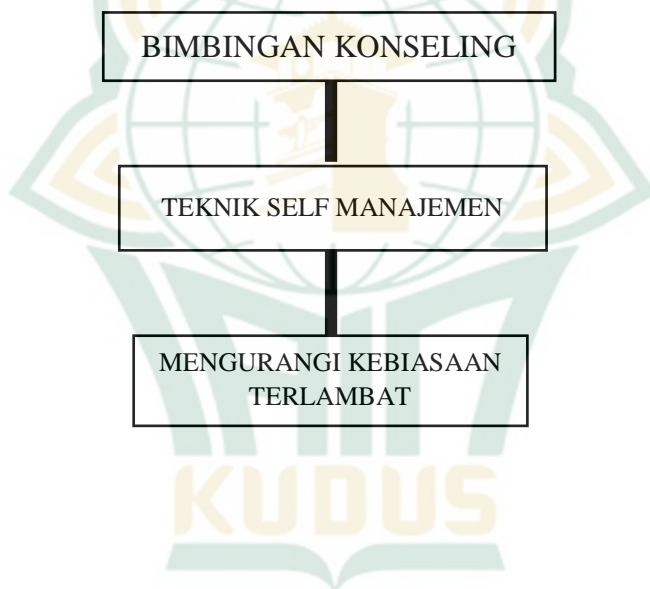 BIMBINGAN KONSELING
TEKNIK SELF MANAJEMEN
MENGURANGI KEBIASAAN
TERLAMBAT
KUDUS